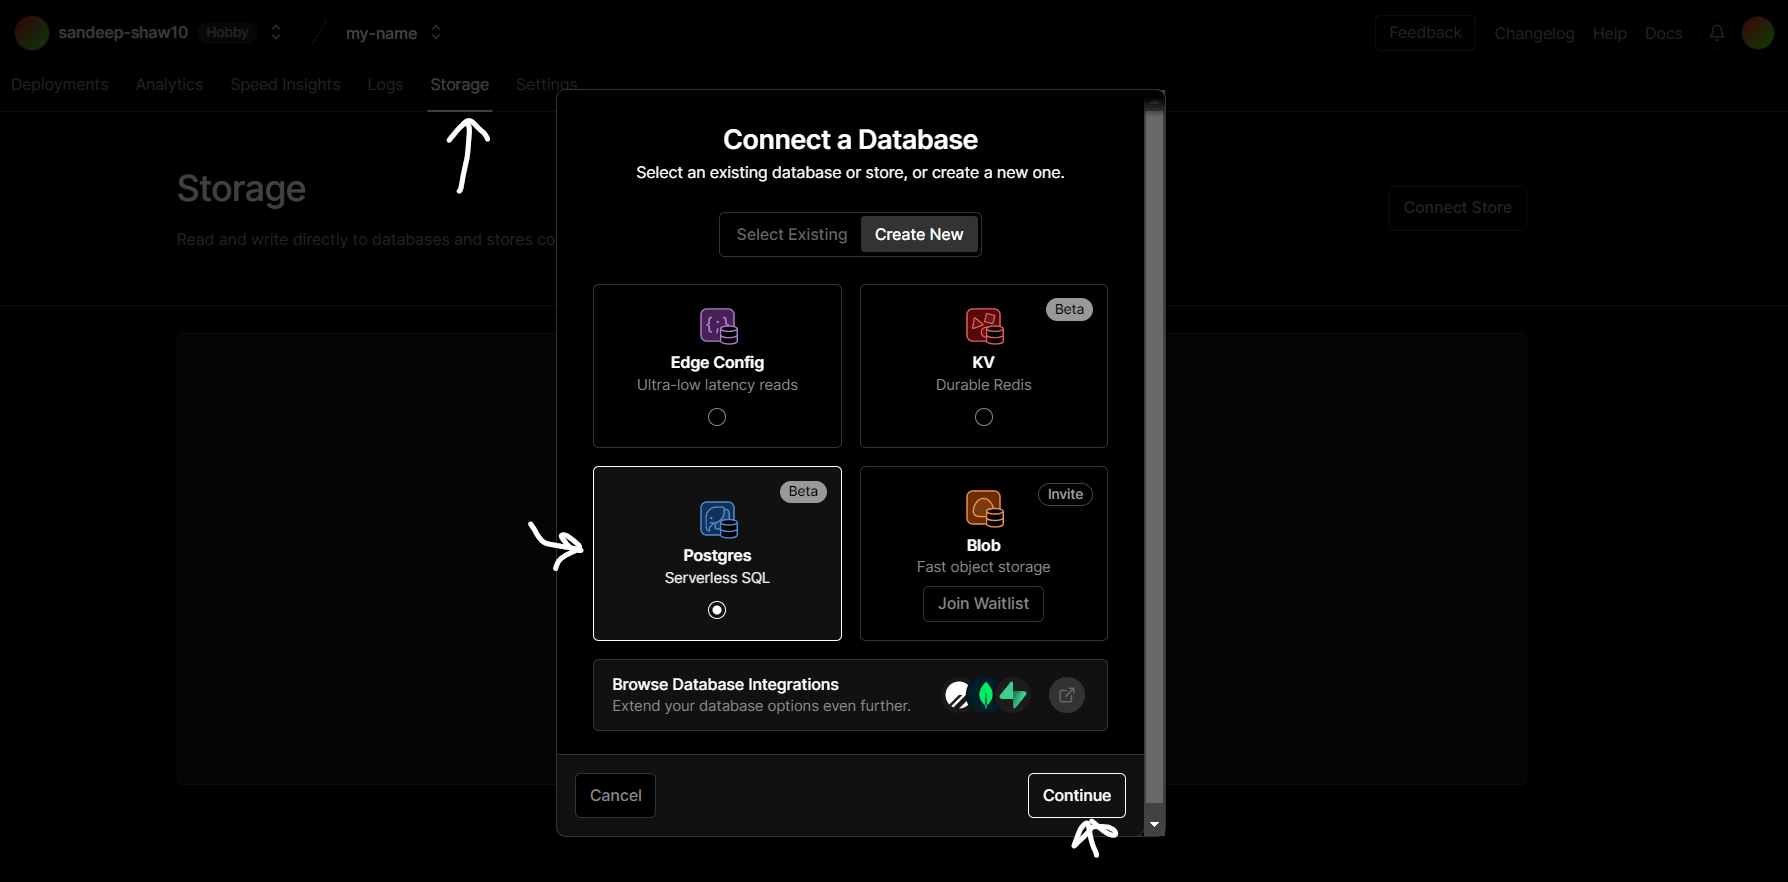 sandeep-shaw10 Hobby my-name Feedback Changelog Help Docs
Deployments Analytics Speed Insights Logs Storage Settings
Storage
Read and write directly to databases and stores co
Connect Store
Connect a Database
Select an existing database or store, or create a new one.
Select Existing Create New
Edge Config
Ultra-low latency reads
Beta
KV
Durable Redis
Beta
Postgres
Serverless SQL
Invite
Blob
Fast object storage
Join Waitlist
Browse Database Integrations
Extend your database options even further.
Cancel Continue